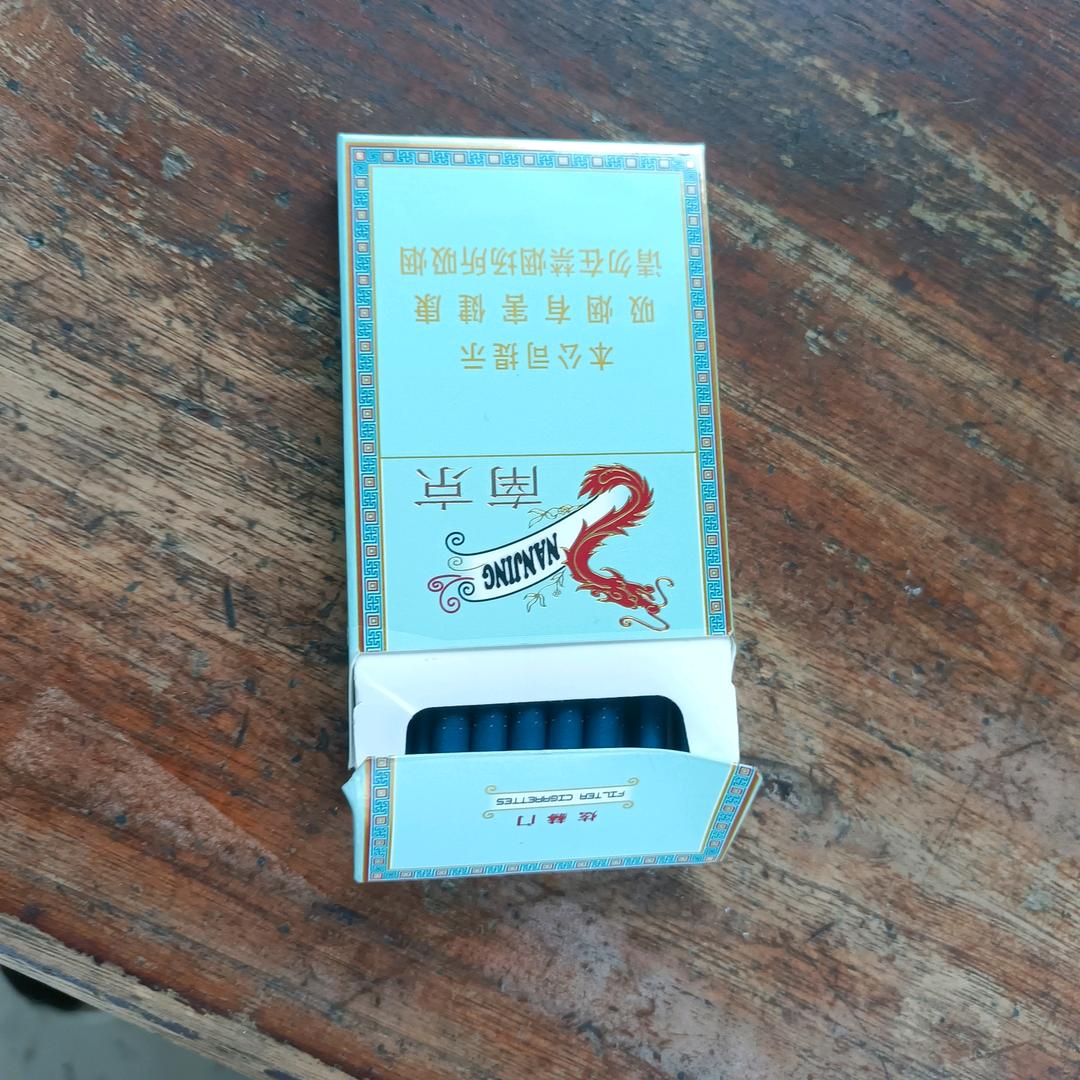 炫赫门
FILTER CIGARETTES
NANJING
南京
本公司提示
吸烟有害健康
请勿在禁烟场所吸烟